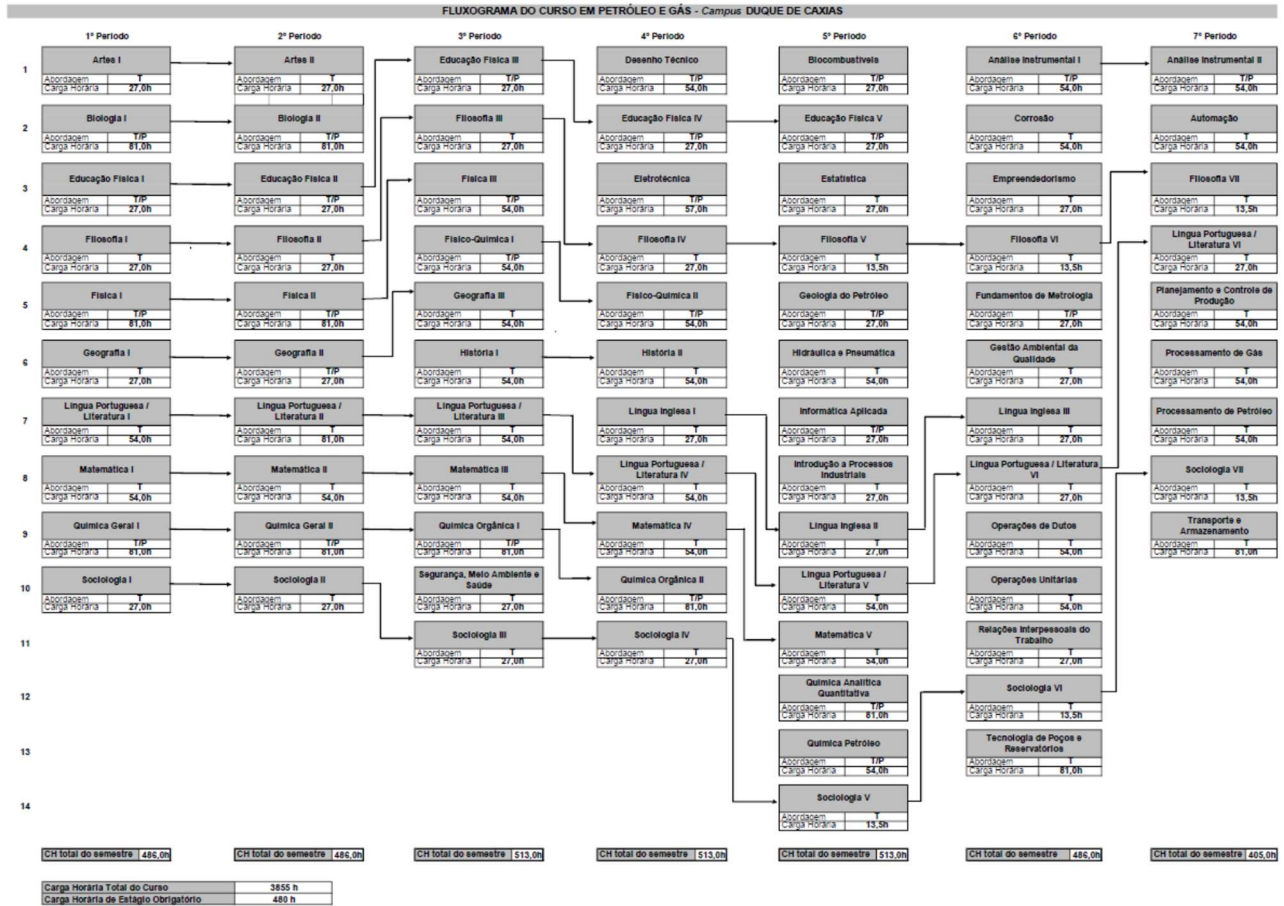 FLUXOGRAMA DO CURSO EM PETRÓLEO E GÁS - Campus DUQUE DE CAXIAS
1º Período
1
Artes I
Abordagem T
Carga Horária 27,0h
2
Biologia I
Abordagem T/P
Carga Horária 81,0h
3
Educação Física I
Abordagem T/P
Carga Horária 27,0h
4
Filosofia I
Abordagem T
Carga Horária 27,0h
5
Física I
Abordagem T/P
Carga Horária 81,0h
6
Geografia I
Abordagem T
Carga Horária 27,0h
7
Língua Portuguesa /
Literatura I
Abordagem T
Carga Horária 54,0h
8
Matemática I
Abordagem T
Carga Horária 54,0h
9
Química Geral I
Abordagem T/P
Carga Horária 81,0h
10
Sociologia I
Abordagem T
Carga Horária 27,0h
11
12
13
14
CH total do semestre 486,0h
2º Período
Artes II
Abordagem T
Carga Horária 27,0h
Biologia II
Abordagem T/P
Carga Horária 81,0h
Educação Física II
Abordagem T/P
Carga Horária 27,0h
Filosofia II
Abordagem T
Carga Horária 27,0h
Física II
Abordagem T/P
Carga Horária 81,0h
Geografia II
Abordagem T/P
Carga Horária 27,0h
Língua Portuguesa /
Literatura II
Abordagem T
Carga Horária 81,0h
Matemática II
Abordagem T
Carga Horária 54,0h
Química Geral II
Abordagem T/P
Carga Horária 81,0h
Sociologia II
Abordagem T
Carga Horária 27,0h
CH total do semestre 486,0h
3º Período
Educação Física III
Abordagem T/P
Carga Horária 27,0h
Filosofia III
Abordagem T
Carga Horária 27,0h
Física III
Abordagem T/P
Carga Horária 54,0h
Físico-Química I
Abordagem T/P
Carga Horária 54,0h
Geografia III
Abordagem T
Carga Horária 54,0h
História I
Abordagem T
Carga Horária 54,0h
Língua Portuguesa /
Literatura III
Abordagem T
Carga Horária 54,0h
Matemática III
Abordagem T
Carga Horária 54,0h
Química Orgânica I
Abordagem T/P
Carga Horária 81,0h
Segurança, Meio Ambiente e
Saúde
Abordagem T
Carga Horária 27,0h
Sociologia III
Abordagem T
Carga Horária 27,0h
CH total do semestre 513,0h
4º Período
Desenho Técnico
Abordagem T/P
Carga Horária 54,0h
Educação Física IV
Abordagem T/P
Carga Horária 27,0h
Eletrotécnica
Abordagem T/P
Carga Horária 57,0h
Filosofia IV
Abordagem T
Carga Horária 27,0h
Físico-Química II
Abordagem T/P
Carga Horária 54,0h
História II
Abordagem T
Carga Horária 54,0h
Língua Inglesa I
Abordagem T
Carga Horária 27,0h
Língua Portuguesa /
Literatura IV
Abordagem T
Carga Horária 54,0h
Matemática IV
Abordagem T
Carga Horária 54,0h
Química Orgânica II
Abordagem T/P
Carga Horária 81,0h
Sociologia IV
Abordagem T
Carga Horária 27,0h
CH total do semestre 513,0h
5º Período
Biocombustíveis
Abordagem T/P
Carga Horária 27,0h
Educação Física V
Abordagem T/P
Carga Horária 27,0h
Estatística
Abordagem T
Carga Horária 27,0h
Filosofia V
Abordagem T
Carga Horária 13,5h
Geologia do Petróleo
Abordagem T/P
Carga Horária 27,0h
Hidráulica e Pneumática
Abordagem T
Carga Horária 54,0h
Informática Aplicada
Abordagem T/P
Carga Horária 27,0h
Introdução a Processos
Industriais
Abordagem T
Carga Horária 27,0h
Língua Inglesa II
Abordagem T
Carga Horária 27,0h
Língua Portuguesa /
Literatura V
Abordagem T
Carga Horária 54,0h
Matemática V
Abordagem T
Carga Horária 54,0h
Química Analítica
Quantitativa
Abordagem T/P
Carga Horária 81,0h
Química Petróleo
Abordagem T/P
Carga Horária 54,0h
Sociologia V
Abordagem T
Carga Horária 13,5h
CH total do semestre 513,0h
6º Período
Análise Instrumental I
Abordagem T/P
Carga Horária 54,0h
Corrosão
Abordagem T
Carga Horária 54,0h
Empreendedorismo
Abordagem T
Carga Horária 27,0h
Filosofia VI
Abordagem T
Carga Horária 13,5h
Fundamentos de Metrologia
Abordagem T/P
Carga Horária 27,0h
Gestão Ambiental da
Qualidade
Abordagem T
Carga Horária 27,0h
Língua Inglesa III
Abordagem T
Carga Horária 27,0h
Língua Portuguesa / Literatura
VI
Abordagem T
Carga Horária 27,0h
Operações de Dutos
Abordagem T
Carga Horária 54,0h
Operações Unitárias
Abordagem T
Carga Horária 54,0h
Relações Interpessoais do
Trabalho
Abordagem T
Carga Horária 27,0h
Sociologia VI
Abordagem T
Carga Horária 13,5h
Tecnologia de Poços e
Reservatórios
Abordagem T
Carga Horária 81,0h
CH total do semestre 486,0h
7º Período
Análise Instrumental II
Abordagem T/P
Carga Horária 54,0h
Automação
Abordagem T
Carga Horária 54,0h
Filosofia VII
Abordagem T
Carga Horária 13,5h
Língua Portuguesa /
Literatura VI
Abordagem T
Carga Horária 27,0h
Planejamento e Controle de
Produção
Abordagem T
Carga Horária 54,0h
Processamento de Gás
Abordagem T
Carga Horária 54,0h
Processamento de Petróleo
Abordagem T
Carga Horária 54,0h
Sociologia VII
Abordagem T
Carga Horária 13,5h
Transporte e
Armazenamento
Abordagem T
Carga Horária 81,0h
CH total do semestre 405,0h
Carga Horária Total do Curso 3855 h
Carga Horária de Estágio Obrigatório 480 h